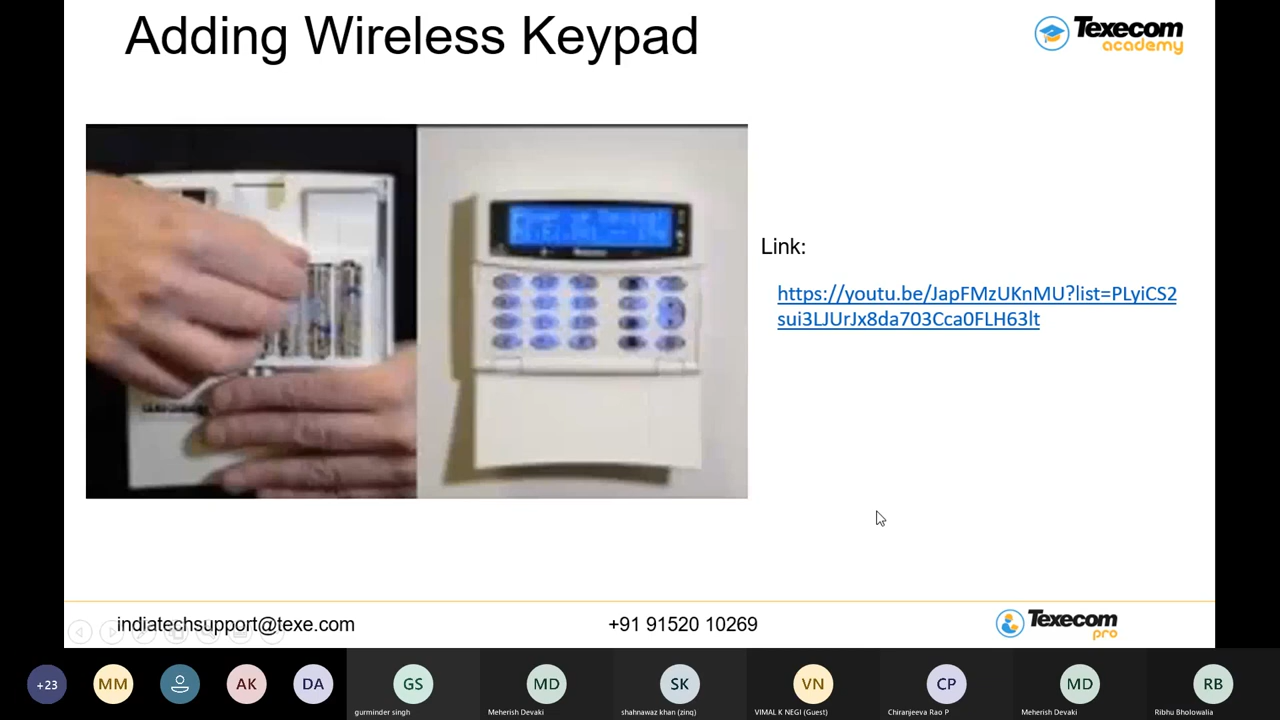 Adding Wireless Keypad
Texecom
academy
Link:
https://youtu.be/JapFMzUKnMU?list=PLyiCS2
sui3LJUrJx8da703Cca0FLH63lt
indiatechsupport@texe.com
+91 91520 10269
Texecom
pro
+23
MM
AK
DA
GS
MD
SK
VN
CP
MD
RB
gurminder singh
Meherish Devaki
shahnawaz khan (zinq)
VIMAL K NEGI (Guest)
Chiranjeeva Rao P
Meherish Devaki
Ribhu Bholowalia